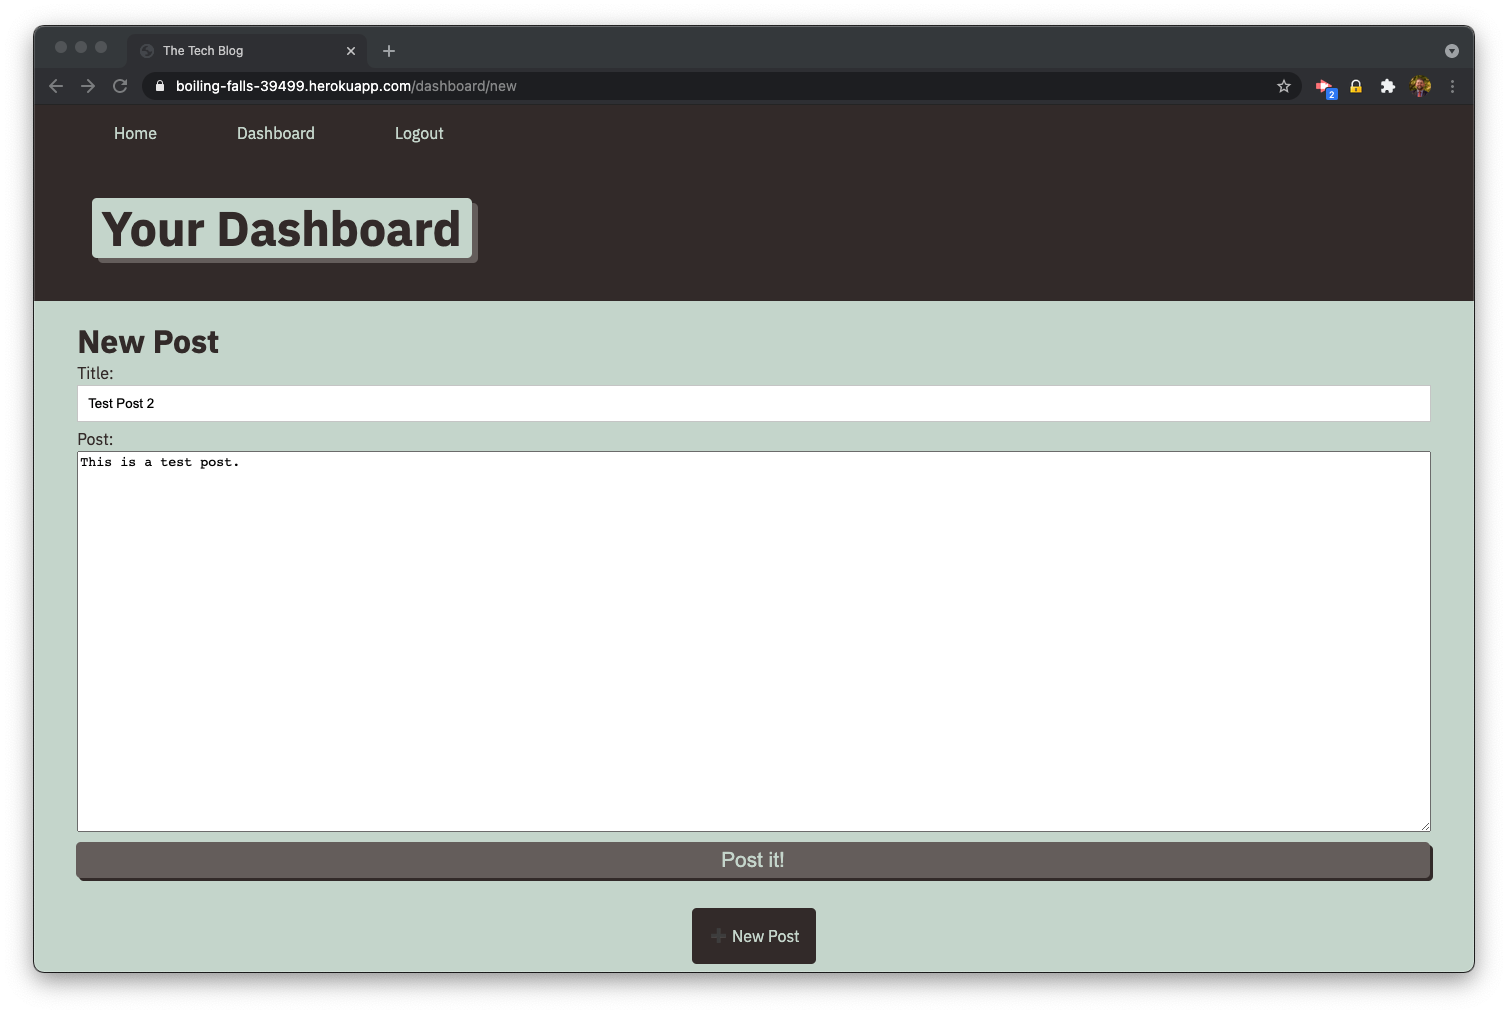 The Tech Blog
boiling-falls-39499.herokuapp.com/dashboard/new
2
Home Dashboard Logout
Your Dashboard
New Post
Title:
Test Post 2
Post:
This is a test post.
Post it!
New Post